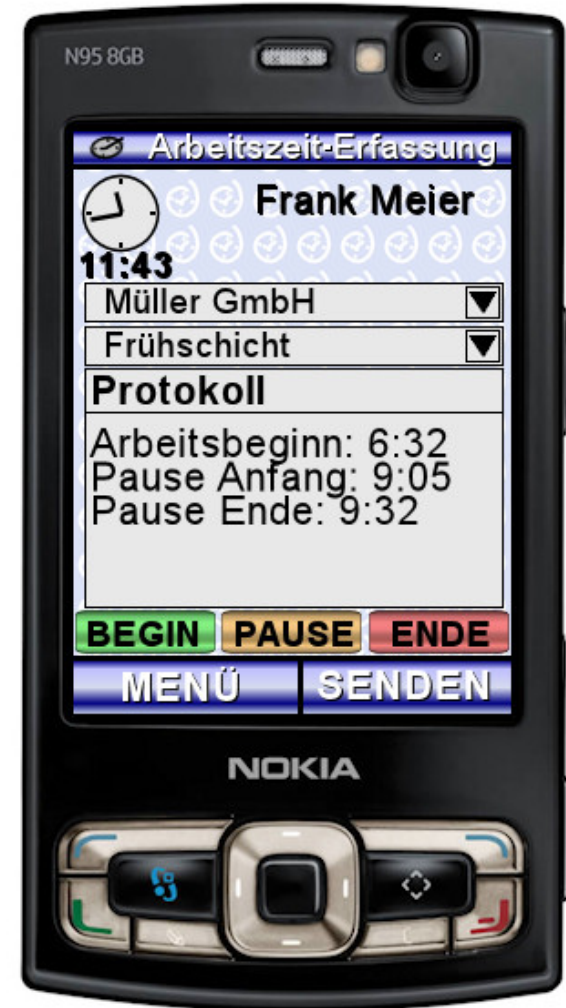 N95 8GB
Arbeitszeit-Erfassung
Frank Meier
11:43
Müller GmbH
Frühschicht
Protokoll
Arbeitsbeginn: 6:32
Pause Anfang: 9:05
Pause Ende: 9:32
BEGIN PAUSE ENDE
MENÜ SENDEN
NOKIA